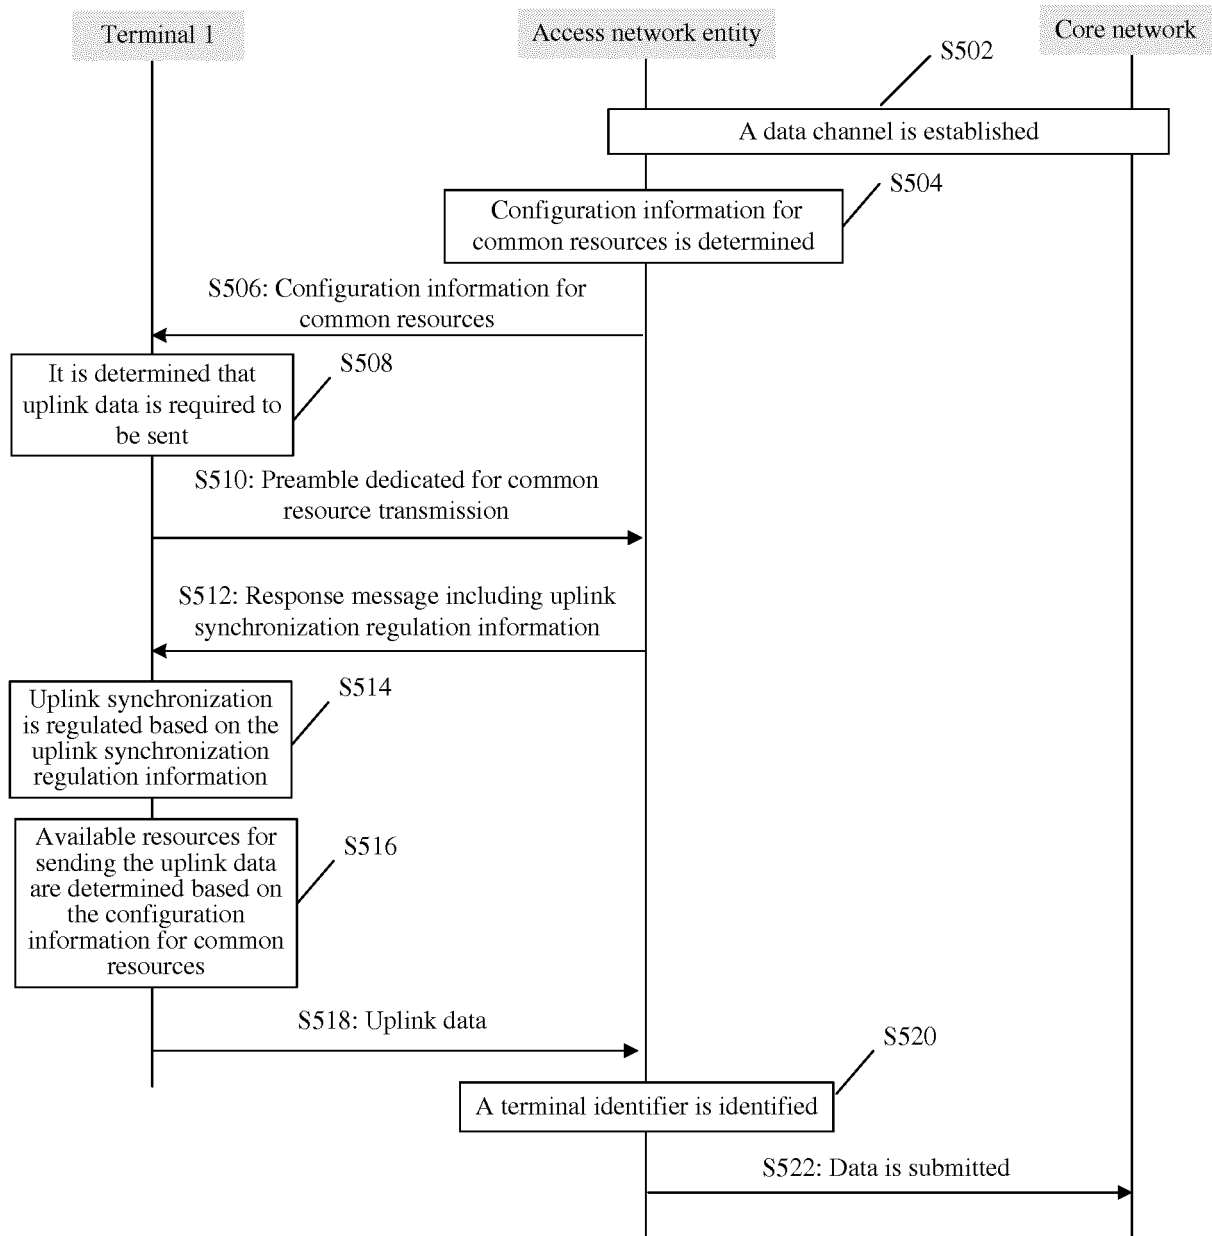 Terminal 1
Access network entity
Core network
S502
A data channel is established
S504
Configuration information for
common resources is determined
S506: Configuration information for
common resources
S508
It is determined that
uplink data is required to
be sent
S510: Preamble dedicated for common
resource transmission
S512: Response message including uplink
synchronization regulation information
S514
Uplink synchronization
is regulated based on the
uplink synchronization
regulation information
S516
Available resources for
sending the uplink data
are determined based on
the configuration
information for common
resources
S518: Uplink data
S520
A terminal identifier is identified
S522: Data is submitted